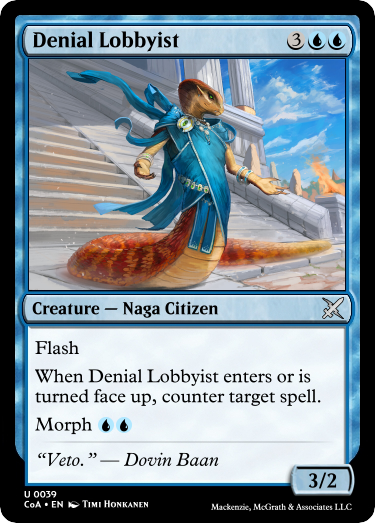 Denial Lobbyist 3
Creature — Naga Citizen
Flash
When Denial Lobbyist enters or is
turned face up, counter target spell.
Morph
“Veto.” — Dovin Baan
3/2
U 0039
CoA • EN Timi Honkanen
Mackenzie, McGrath & Associates LLC